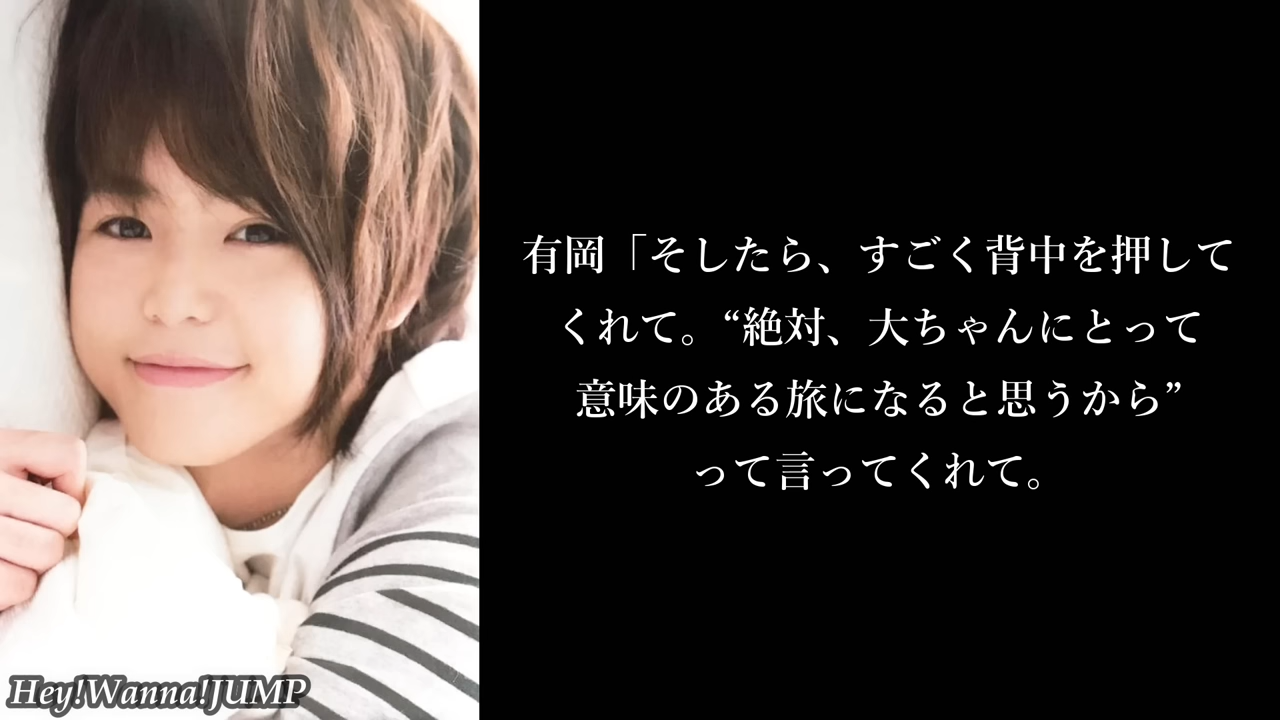 有岡「そしたら、すごく背中を押して
くれて。“絶対、大ちゃんにとって
意味のある旅になると思うから”
って言ってくれて。
Hey!Wanna!JUMP